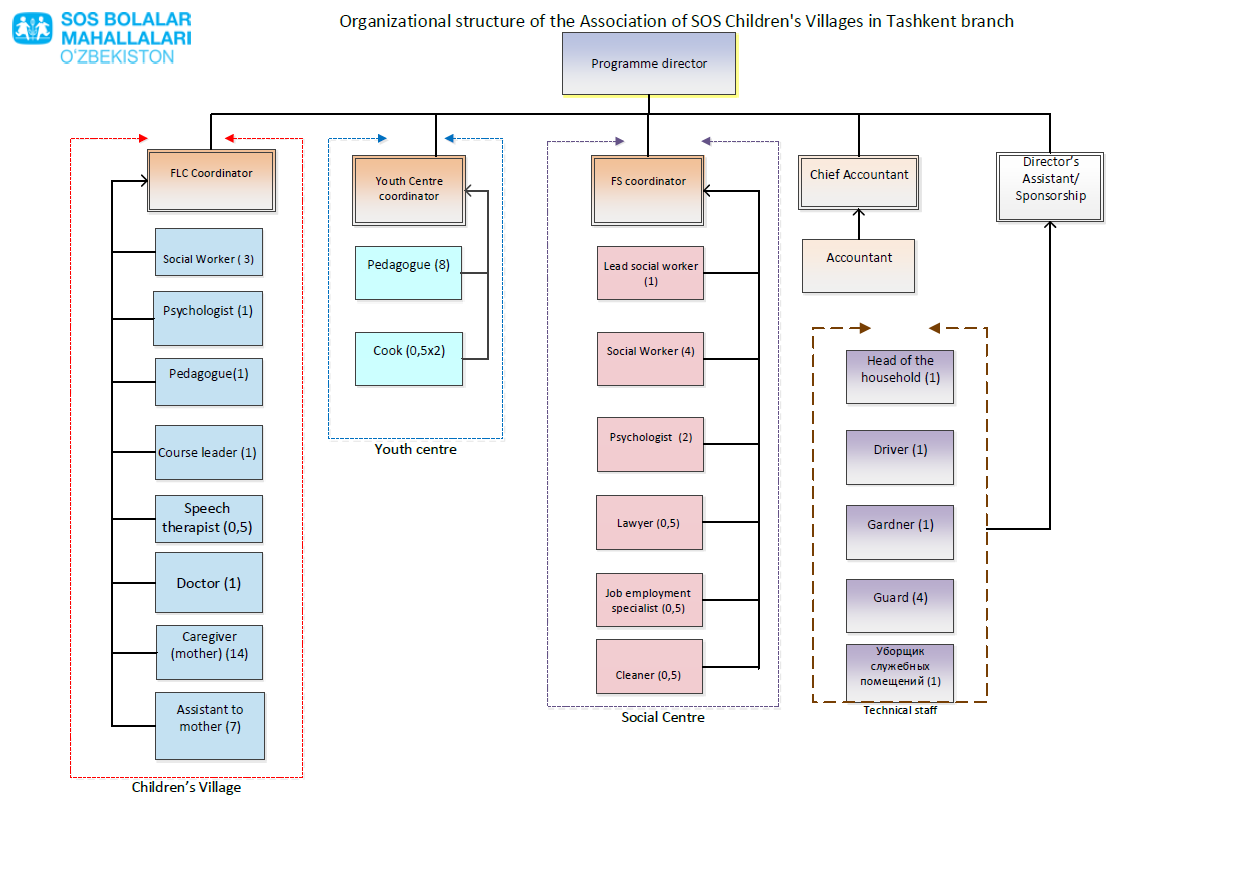 SOS BOLALAR
MAHALLALARI
O‘ZBEKISTON
Organizational structure of the Association of SOS Children's Villages in Tashkent branch
Programme director
FLC Coordinator
Social Worker ( 3)
Psychologist (1)
Pedagogue(1)
Course leader (1)
Speech
therapist (0,5)
Doctor (1)
Caregiver
(mother) (14)
Assistant to
mother (7)
Children’s Village
Youth Centre
coordinator
Pedagogue (8)
Cook (0,5x2)
Youth centre
FS coordinator
Lead social worker
(1)
Social Worker (4)
Psychologist (2)
Lawyer (0,5)
Job employment
specialist (0,5)
Cleaner (0,5)
Social Centre
Chief Accountant
Accountant
Director’s
Assistant/
Sponsorship
Head of the
household (1)
Driver (1)
Gardner (1)
Guard (4)
Уборщик
служебных
помещений (1)
Technical staff